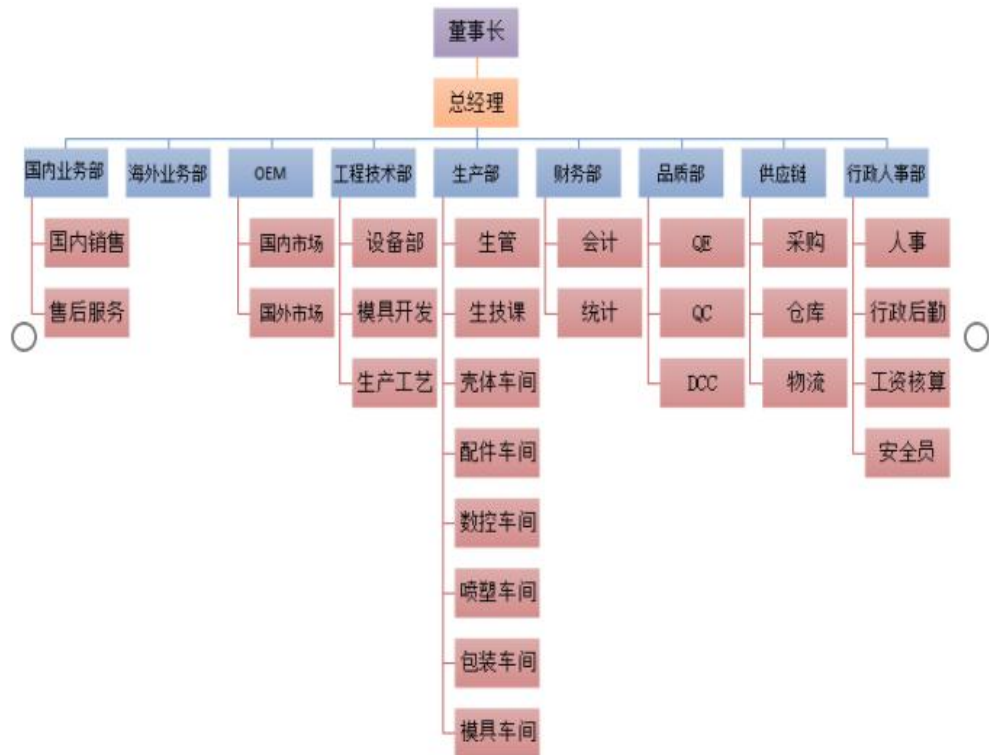 董事长
总经理
国内业务部 海外业务部 OEM 工程技术部 生产部 财务部 品质部 供应链 行政人事部
国内销售 国内市场 设备部 生管 会计 QE 采购 人事
售后服务 国外市场 模具开发 生技课 统计 QC 仓库 行政后勤
生产工艺 壳体车间 DCC 物流 工资核算
配件车间 安全员
数控车间
喷塑车间
包装车间
模具车间